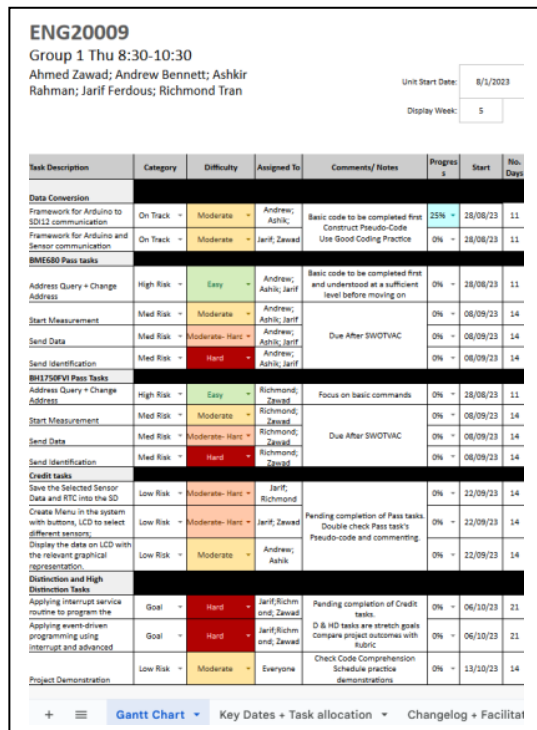 ENG20009
Group 1 Thu 8:30-10:30
Ahmed Zawad; Andrew Bennett; Ashkir
Rahman; Jarif Ferdous; Richmond Tran
Unit Start Date: 8/1/2023
Display Week: 5
Task Description Category Difficulty Assigned To Comments/ Notes Progres
s Start No.
Days
Data Conversion
Framework for Arduino to
SDI12 communication On Track Moderate Andrew;
Ashik; 25% 28/08/23 11
Basic code to be completed first
Construct Pseudo-Code
Use Good Coding Practice
Framework for Arduino and
Sensor communication On Track Moderate Jarif; Zawad 0% 28/08/23 11
BME680 Pass tasks
Address Query + Change
Address High Risk Easy Andrew;
Ashik; Jarif Basic code to be completed first
and understood at a sufficient
level before moving on 0% 28/08/23 11
Start Measurement Med Risk Moderate Andrew;
Ashik; Jarif 0% 08/09/23 14
Send Data Med Risk Moderate- Hard Andrew;
Ashik; Jarif Due After SWOTVAC 0% 08/09/23 14
Send Identification Med Risk Hard Andrew;
Ashik; Jarif 0% 08/09/23 14
BH1750FVI Pass Tasks
Address Query + Change
Address High Risk Easy Richmond;
Zawad Focus on basic commands 0% 28/08/23 11
Start Measurement Med Risk Moderate Richmond;
Zawad 0% 08/09/23 14
Send Data Med Risk Moderate- Hard Richmond;
Zawad Due After SWOTVAC 0% 08/09/23 14
Send Identification Med Risk Hard Richmond;
Zawad 0% 08/09/23 14
Credit tasks
Save the Selected Sensor
Data and RTC into the SD Low Risk Moderate- Hard Jarif;
Richmond 0% 22/09/23 14
Create Menu in the system
with buttons, LCD to select
different sensors; Low Risk Moderate- Hard Jarif; Zawad 0% 22/09/23 14
Pending completion of Pass tasks.
Double check Pass task's
Pseudo-code and commenting.
Display the data on LCD with
the relevant graphical
representation. Low Risk Moderate Andrew;
Ashik 0% 22/09/23 14
Distinction and High
Distinction Tasks
Applying interrupt service
routine to program the Goal Hard Jarif;Richm
ond; Zawad 0% 06/10/23 21
Pending completion of Credit
tasks.
D & HD tasks are stretch goals
Compare project outcomes with
Rubric
Applying event-driven
programming using
interrupt and advanced Goal Hard Jarif;Richm
ond; Zawad 0% 06/10/23 21
Project Demonstration Low Risk Moderate Everyone Check Code Comprehension
Schedule practice
demonstrations 0% 13/10/23 14
Gantt Chart Key Dates + Task allocation Changelog + Facilitat